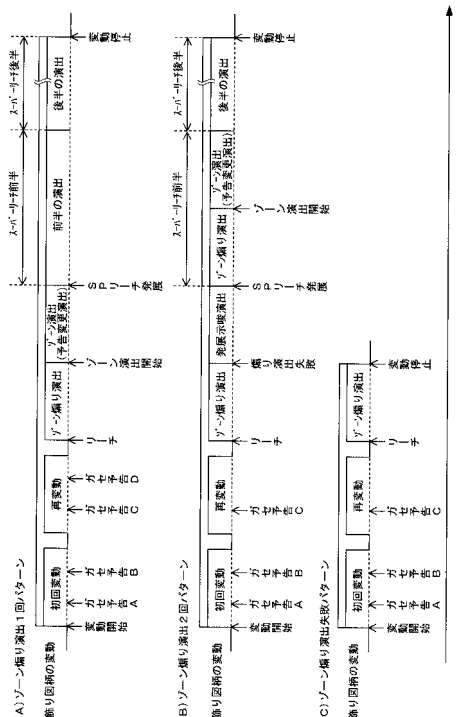 A）ゾーン煽り演出１回パターン
飾り図柄の変動
初回変動
再変動
ゾーン煽り演出
ゾーン演出
(予告変更演出)
前半の演出
後半の演出
スーパーリーチ前半
スーパーリーチ後半
変動開始
ガセ予告A
ガセ予告B
ガセ予告C
ガセ予告D
リーチ
ゾーン演出開始
SPリーチ発展
変動停止
B）ゾーン煽り演出２回パターン
飾り図柄の変動
初回変動
再変動
ゾーン煽り演出
発展示唆演出
ゾーン煽り演出
ゾーン演出
(予告変更演出)
後半の演出
スーパーリーチ前半
スーパーリーチ後半
変動開始
ガセ予告A
ガセ予告B
ガセ予告C
リーチ
煽り演出失敗
SPリーチ発展
ゾーン演出開始
変動停止
C）ゾーン煽り演出失敗パターン
飾り図柄の変動
初回変動
再変動
ゾーン煽り演出
変動開始
ガセ予告A
ガセ予告B
ガセ予告C
リーチ
変動停止